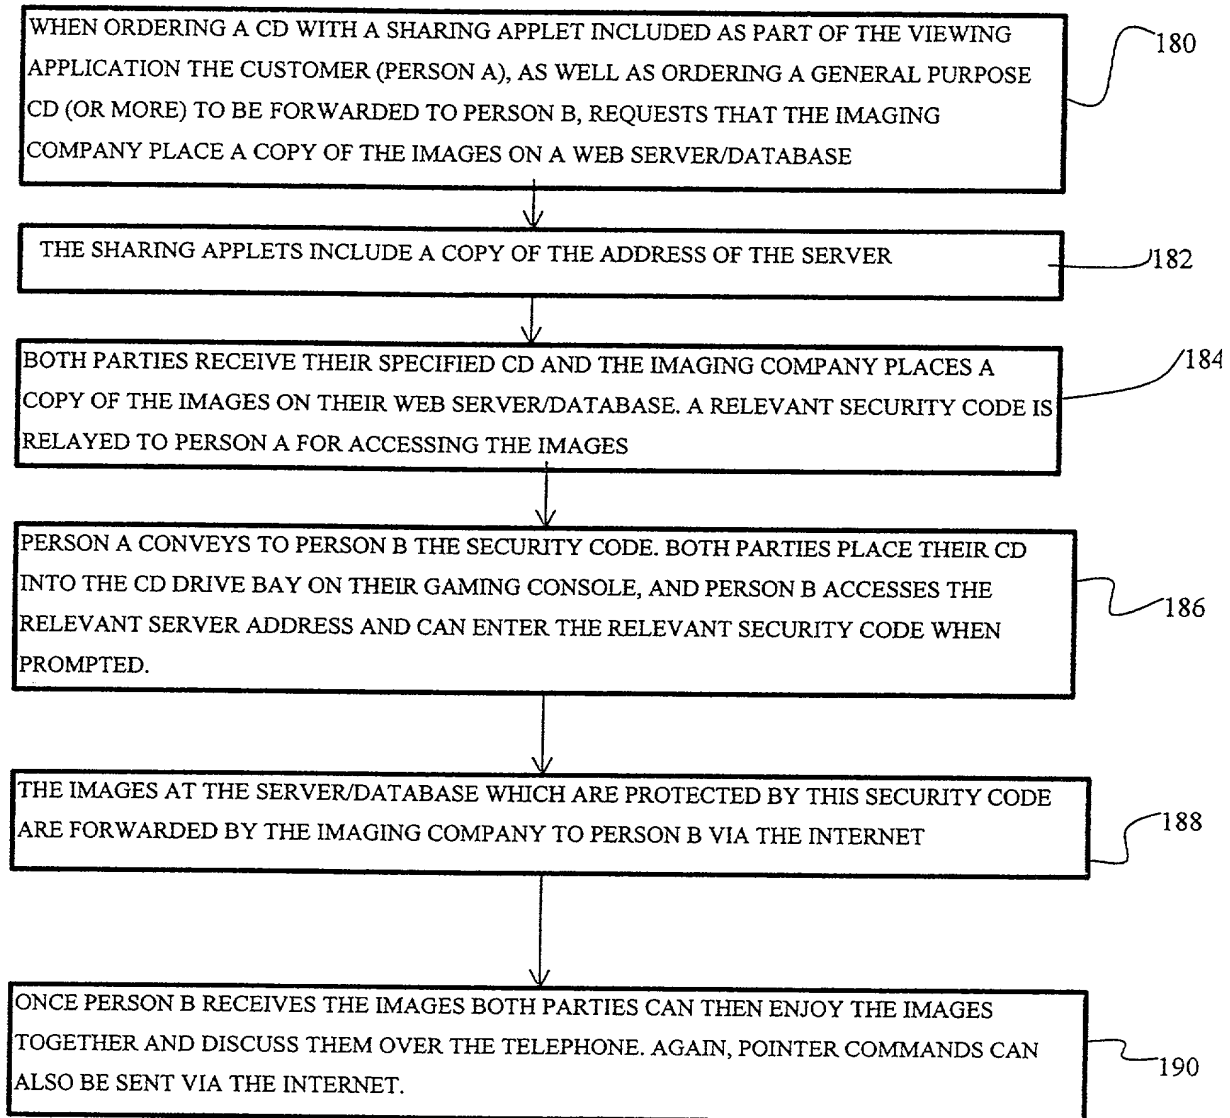 WHEN ORDERING A CD WITH A SHARING APPLET INCLUDED AS PART OF THE VIEWING
APPLICATION THE CUSTOMER (PERSON A), AS WELL AS ORDERING A GENERAL PURPOSE
CD (OR MORE) TO BE FORWARDED TO PERSON B, REQUESTS THAT THE IMAGING
COMPANY PLACE A COPY OF THE IMAGES ON A WEB SERVER/DATABASE
180
THE SHARING APPLETS INCLUDE A COPY OF THE ADDRESS OF THE SERVER
182
BOTH PARTIES RECEIVE THEIR SPECIFIED CD AND THE IMAGING COMPANY PLACES A
COPY OF THE IMAGES ON THEIR WEB SERVER/DATABASE. A RELEVANT SECURITY CODE IS
RELAYED TO PERSON A FOR ACCESSING THE IMAGES
184
PERSON A CONVEYS TO PERSON B THE SECURITY CODE. BOTH PARTIES PLACE THEIR CD
INTO THE CD DRIVE BAY ON THEIR GAMING CONSOLE, AND PERSON B ACCESSES THE
RELEVANT SERVER ADDRESS AND CAN ENTER THE RELEVANT SECURITY CODE WHEN
PROMPTED.
186
THE IMAGES AT THE SERVER/DATABASE WHICH ARE PROTECTED BY THIS SECURITY CODE
ARE FORWARDED BY THE IMAGING COMPANY TO PERSON B VIA THE INTERNET
188
ONCE PERSON B RECEIVES THE IMAGES BOTH PARTIES CAN THEN ENJOY THE IMAGES
TOGETHER AND DISCUSS THEM OVER THE TELEPHONE. AGAIN, POINTER COMMANDS CAN
ALSO BE SENT VIA THE INTERNET.
190